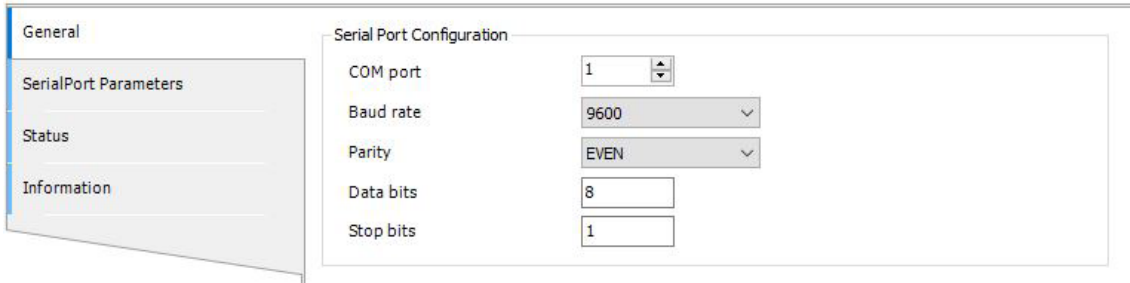 General
SerialPort Parameters
Status
Information
Serial Port Configuration
COM port 1
Baud rate 9600
Parity EVEN
Data bits 8
Stop bits 1